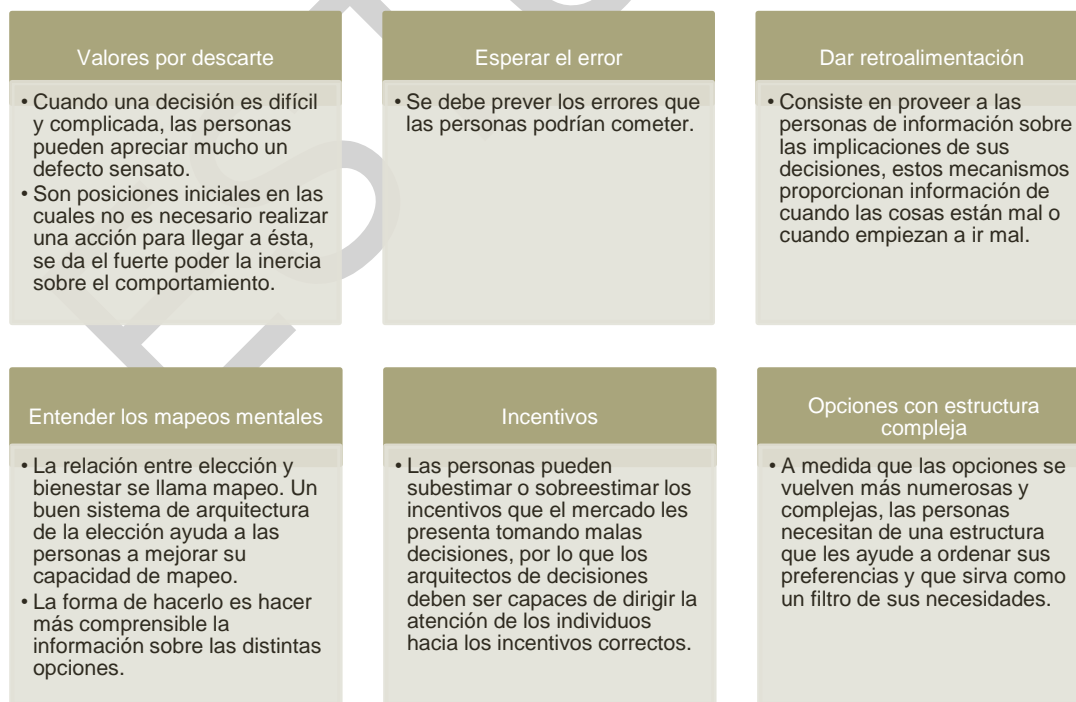 Valores por descarte
• Cuando una decisión es difícil
y complicada, las personas
pueden apreciar mucho un
defecto sensato.
• Son posiciones iniciales en las
cuales no es necesario realizar
una acción para llegar a ésta,
se da el fuerte poder la inercia
sobre el comportamiento.
Esperar el error
• Se debe prever los errores que
las personas podrían cometer.
Dar retroalimentación
• Consiste en proveer a las
personas de información sobre
las implicaciones de sus
decisiones, estos mecanismos
proporcionan información de
cuando las cosas están mal o
cuando empiezan a ir mal.
Entender los mapeos mentales
• La relación entre elección y
bienestar se llama mapeo. Un
buen sistema de arquitectura
de la elección ayuda a las
personas a mejorar su
capacidad de mapeo.
• La forma de hacerlo es hacer
más comprensible la
información sobre las distintas
opciones.
Incentivos
• Las personas pueden
subestimar o sobreestimar los
incentivos que el mercado les
presenta tomando malas
decisiones, por lo que los
arquitectos de decisiones
deben ser capaces de dirigir la
atención de los individuos
hacia los incentivos correctos.
Opciones con estructura
compleja
• A medida que las opciones se
vuelven más numerosas y
complejas, las personas
necesitan de una estructura
que les ayude a ordenar sus
preferencias y que sirva como
un filtro de sus necesidades.